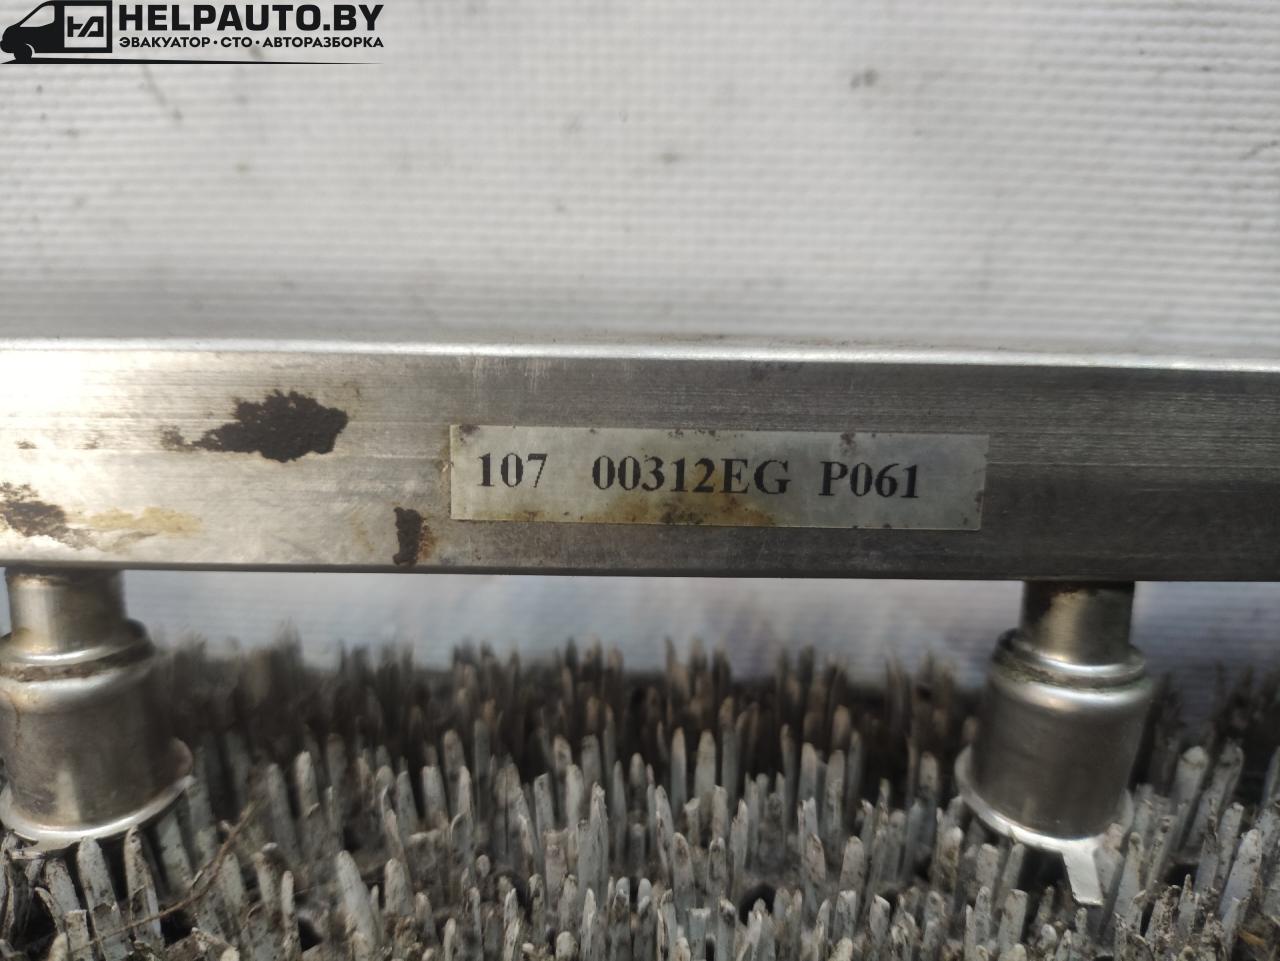 HELPAUTO.BY
ЭВАКУАТОР · СТО · АВТОРАЗБОРКА
107 00312EG P061